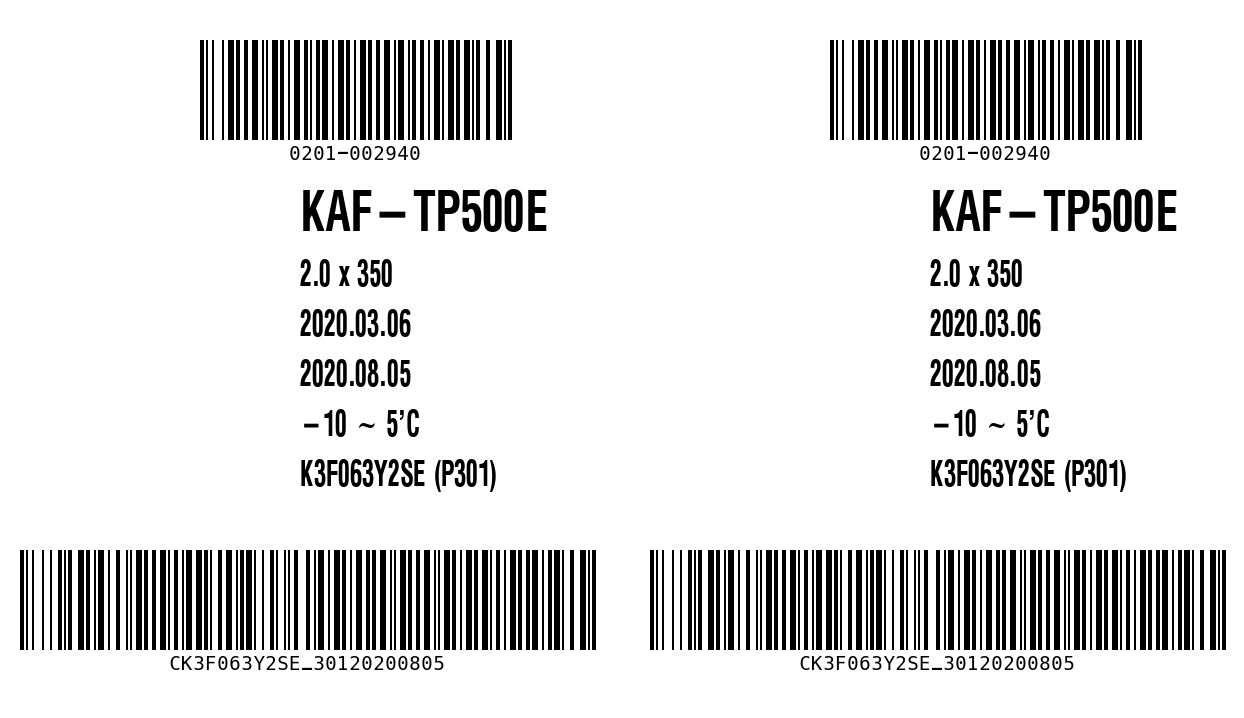 0201-002940 0201-002940
KAF-TP500E KAF-TP500E
2.0 x 350 2.0 x 350
2020.03.06 2020.03.06
2020.08.05 2020.08.05
-10 ~ 5'C -10 ~ 5'C
K3F063Y2SE (P301) K3F063Y2SE (P301)
CK3F063Y2SE_30120200805 CK3F063Y2SE_30120200805